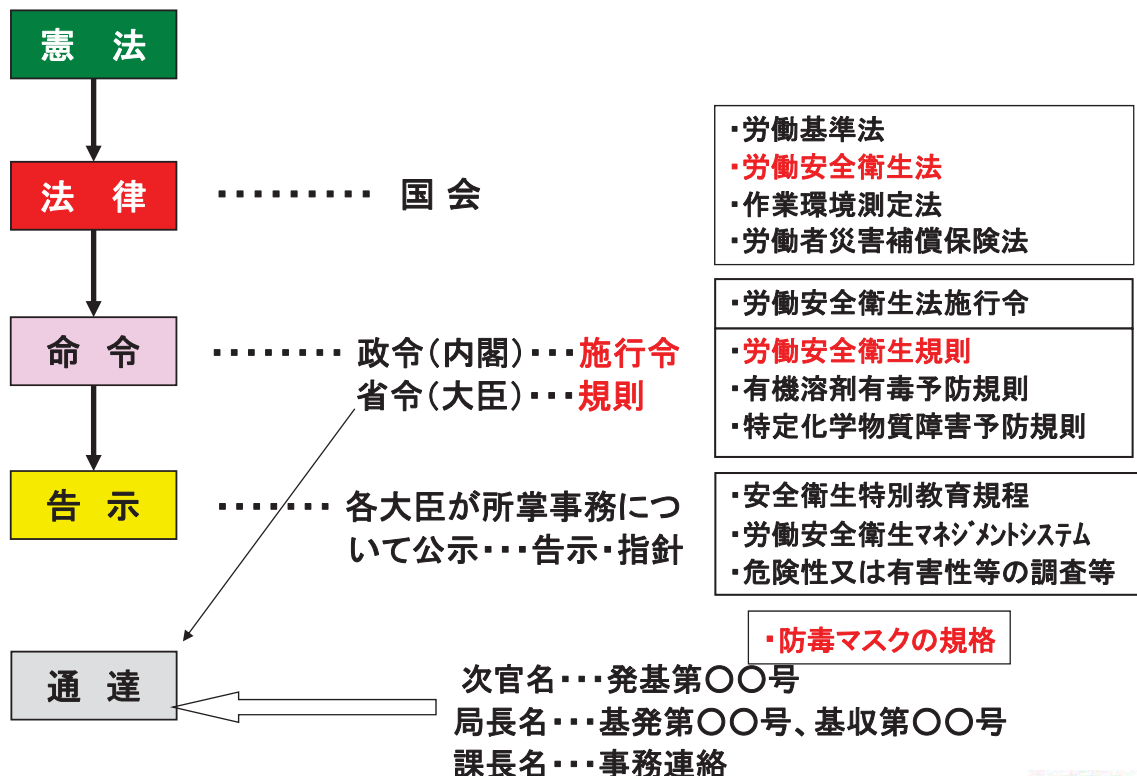 憲 法
法 律 ・・・・・・・・・ 国 会
・労働基準法
・労働安全衛生法
・作業環境測定法
・労働者災害補償保険法
・労働安全衛生法施行令
命 令 ・・・・・・・・ 政令(内閣)・・・施行令
省令(大臣)・・・規則
・労働安全衛生規則
・有機溶剤有毒予防規則
・特定化学物質障害予防規則
告 示 ・・・・・・・ 各大臣が所掌事務につ
いて公示・・・告示・指針
・安全衛生特別教育規程
・労働安全衛生マネジメントシステム
・危険性又は有害性等の調査等
・防毒マスクの規格
通 達
次官名・・・発基第〇〇号
局長名・・・基発第〇〇号、基収第〇〇号
課長名・・・事務連絡